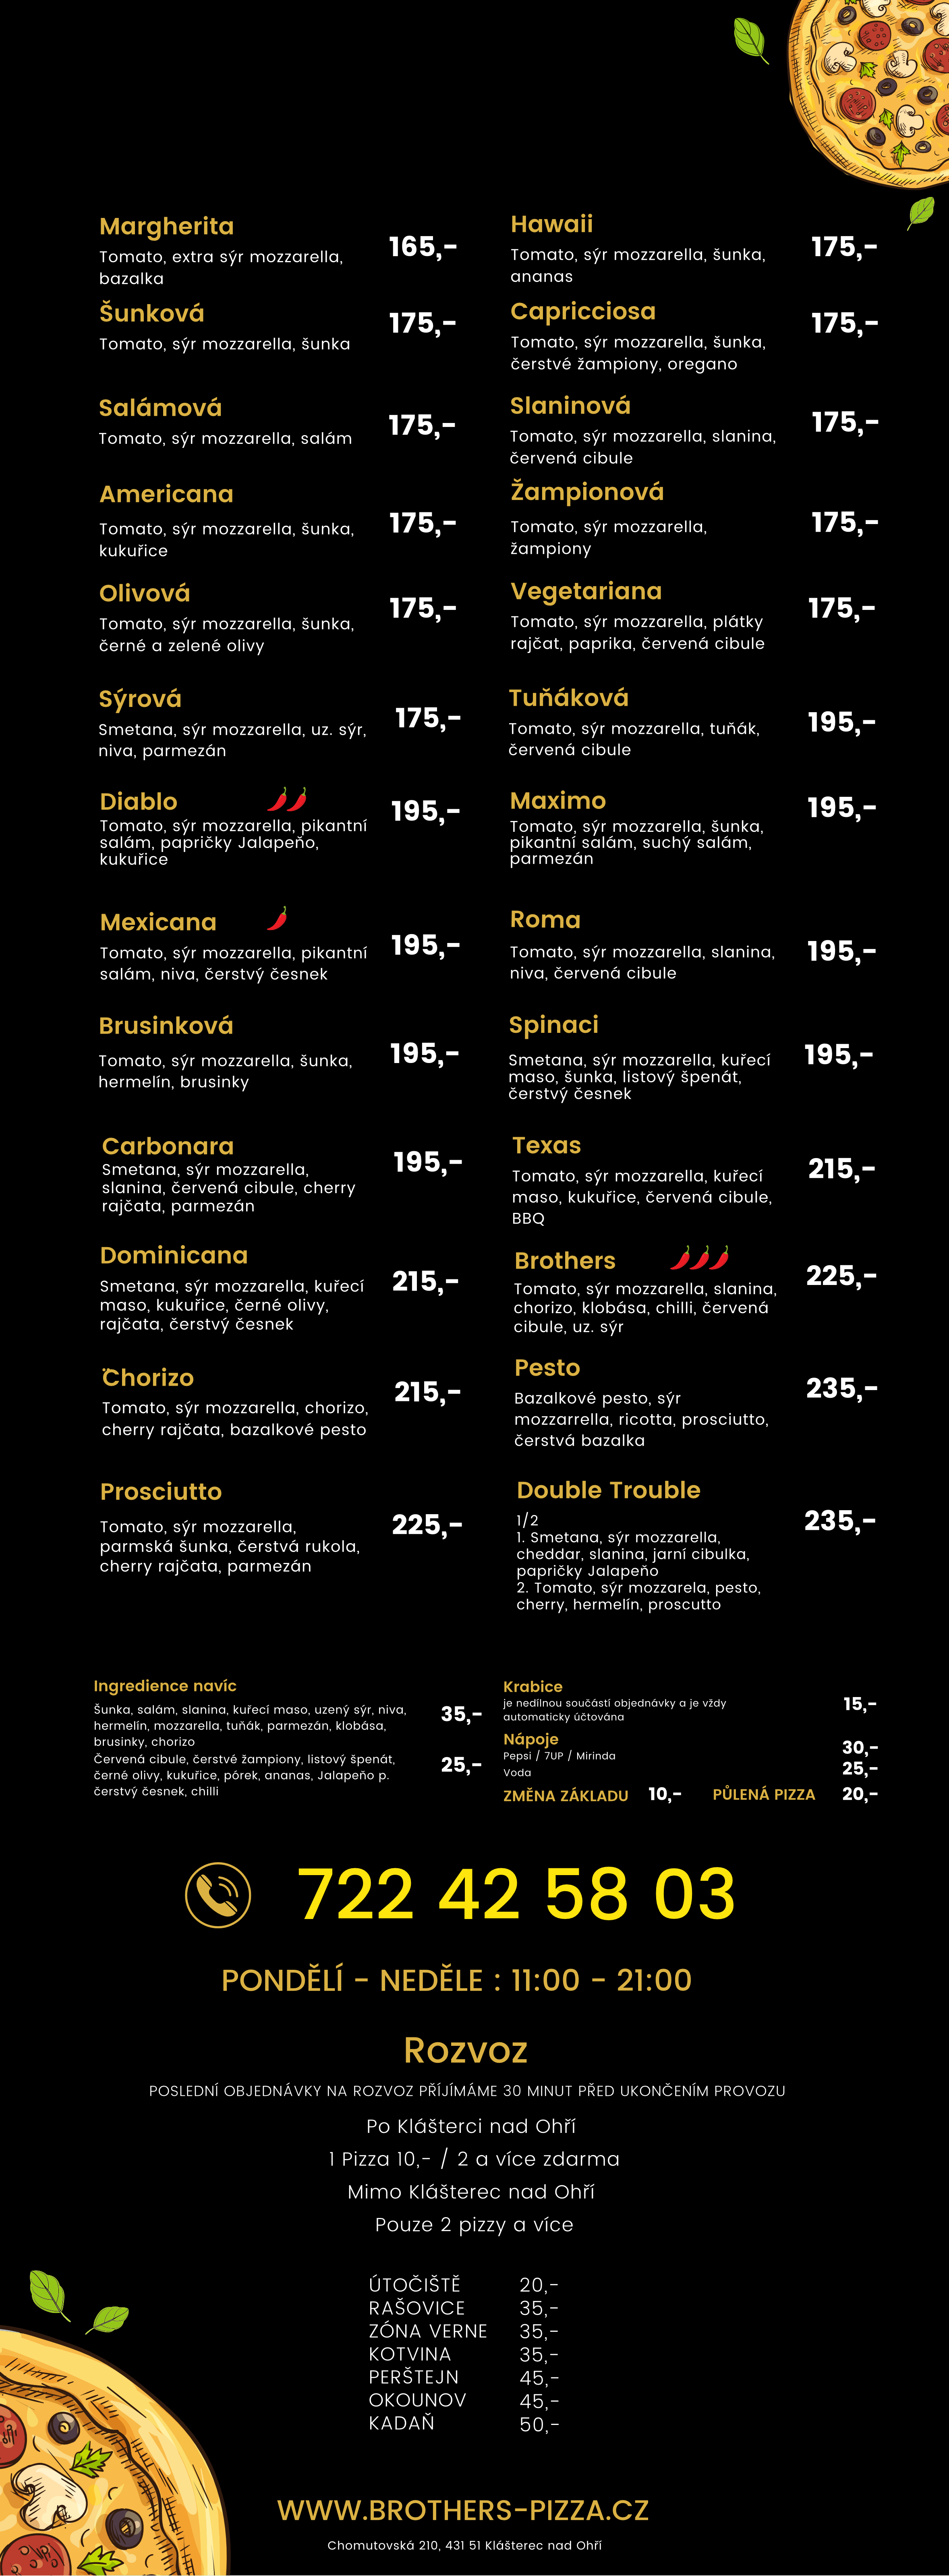 Margherita
165,-
Tomato, extra sýr mozzarella,
bazalka
Hawaii
175,-
Tomato, sýr mozzarella, šunka,
ananas
Šunková
175,-
Tomato, sýr mozzarella, šunka
Capricciosa
175,-
Tomato, sýr mozzarella, šunka,
čerstvé žampiony, oregano
Salámová
175,-
Tomato, sýr mozzarella, salám
Slaninová
175,-
Tomato, sýr mozzarella, slanina,
červená cibule
Americana
175,-
Tomato, sýr mozzarella, šunka,
kukuřice
Žampionová
175,-
Tomato, sýr mozzarella,
žampiony
Olivová
175,-
Tomato, sýr mozzarella, šunka,
černé a zelené olivy
Vegetariana
175,-
Tomato, sýr mozzarella, plátky
rajčat, paprika, červená cibule
Sýrová
175,-
Smetana, sýr mozzarella, uz. sýr,
niva, parmezán
Tuňáková
195,-
Tomato, sýr mozzarella, tuňák,
červená cibule
Diablo
195,-
Tomato, sýr mozzarella, pikantní
salám, papričky Jalapeňo,
kukuřice
Maximo
195,-
Tomato, sýr mozzarella, šunka,
pikantní salám, suchý salám,
parmezán
Mexicana
195,-
Tomato, sýr mozzarella, pikantní
salám, niva, čerstvý česnek
Roma
195,-
Tomato, sýr mozzarella, slanina,
niva, červená cibule
Brusinková
195,-
Tomato, sýr mozzarella, šunka,
hermelín, brusinky
Spinaci
195,-
Smetana, sýr mozzarella, kuřecí
maso, šunka, listový špenát,
čerstvý česnek
Carbonara
195,-
Smetana, sýr mozzarella,
slanina, červená cibule, cherry
rajčata, parmezán
Texas
215,-
Tomato, sýr mozzarella, kuřecí
maso, kukuřice, červená cibule,
BBQ
Dominicana
215,-
Smetana, sýr mozzarella, kuřecí
maso, kukuřice, černé olivy,
rajčata, čerstvý česnek
Brothers
225,-
Tomato, sýr mozzarella, slanina,
chorizo, klobása, chilli, červená
cibule, uz. sýr
Chorizo
215,-
Tomato, sýr mozzarella, chorizo,
cherry rajčata, bazalkové pesto
Pesto
235,-
Bazalkové pesto, sýr
mozzarrella, ricotta, prosciutto,
čerstvá bazalka
Prosciutto
225,-
Tomato, sýr mozzarella,
parmská šunka, čerstvá rukola,
cherry rajčata, parmezán
Double Trouble
235,-
1/2
1. Smetana, sýr mozzarella,
cheddar, slanina, jarní cibulka,
papričky Jalapeňo
2. Tomato, sýr mozzarela, pesto,
cherry, hermelín, proscutto
Ingredience navíc
Šunka, salám, slanina, kuřecí maso, uzený sýr, niva,
hermelín, mozzarella, tuňák, parmezán, klobása,
brusinky, chorizo
35,-
Červená cibule, čerstvé žampiony, listový špenát,
černé olivy, kukuřice, pórek, ananas, Jalapeňo p.
čerstvý česnek, chilli
25,-
Krabice
je nedílnou součástí objednávky a je vždy
automaticky účtována
15,-
Nápoje
Pepsi / 7UP / Mirinda 30,-
Voda 25,-
ZMĚNA ZÁKLADU 10,- PŮLENÁ PIZZA 20,-
722 42 58 03
PONDĚLÍ - NEDĚLE : 11:00 - 21:00
Rozvoz
POSLEDNÍ OBJEDNÁVKY NA ROZVOZ PŘÍJÍMÁME 30 MINUT PŘED UKONČENÍM PROVOZU
Po Klášterci nad Ohří
1 Pizza 10,- / 2 a více zdarma
Mimo Klášterec nad Ohří
Pouze 2 pizzy a více
ÚTOČIŠTĚ 20,-
RAŠOVICE 35,-
ZÓNA VERNE 35,-
KOTVINA 35,-
PERŠTEJN 45,-
OKOUNOV 45,-
KADAŇ 50,-
WWW.BROTHERS-PIZZA.CZ
Chomutovská 210, 431 51 Klášterec nad Ohří